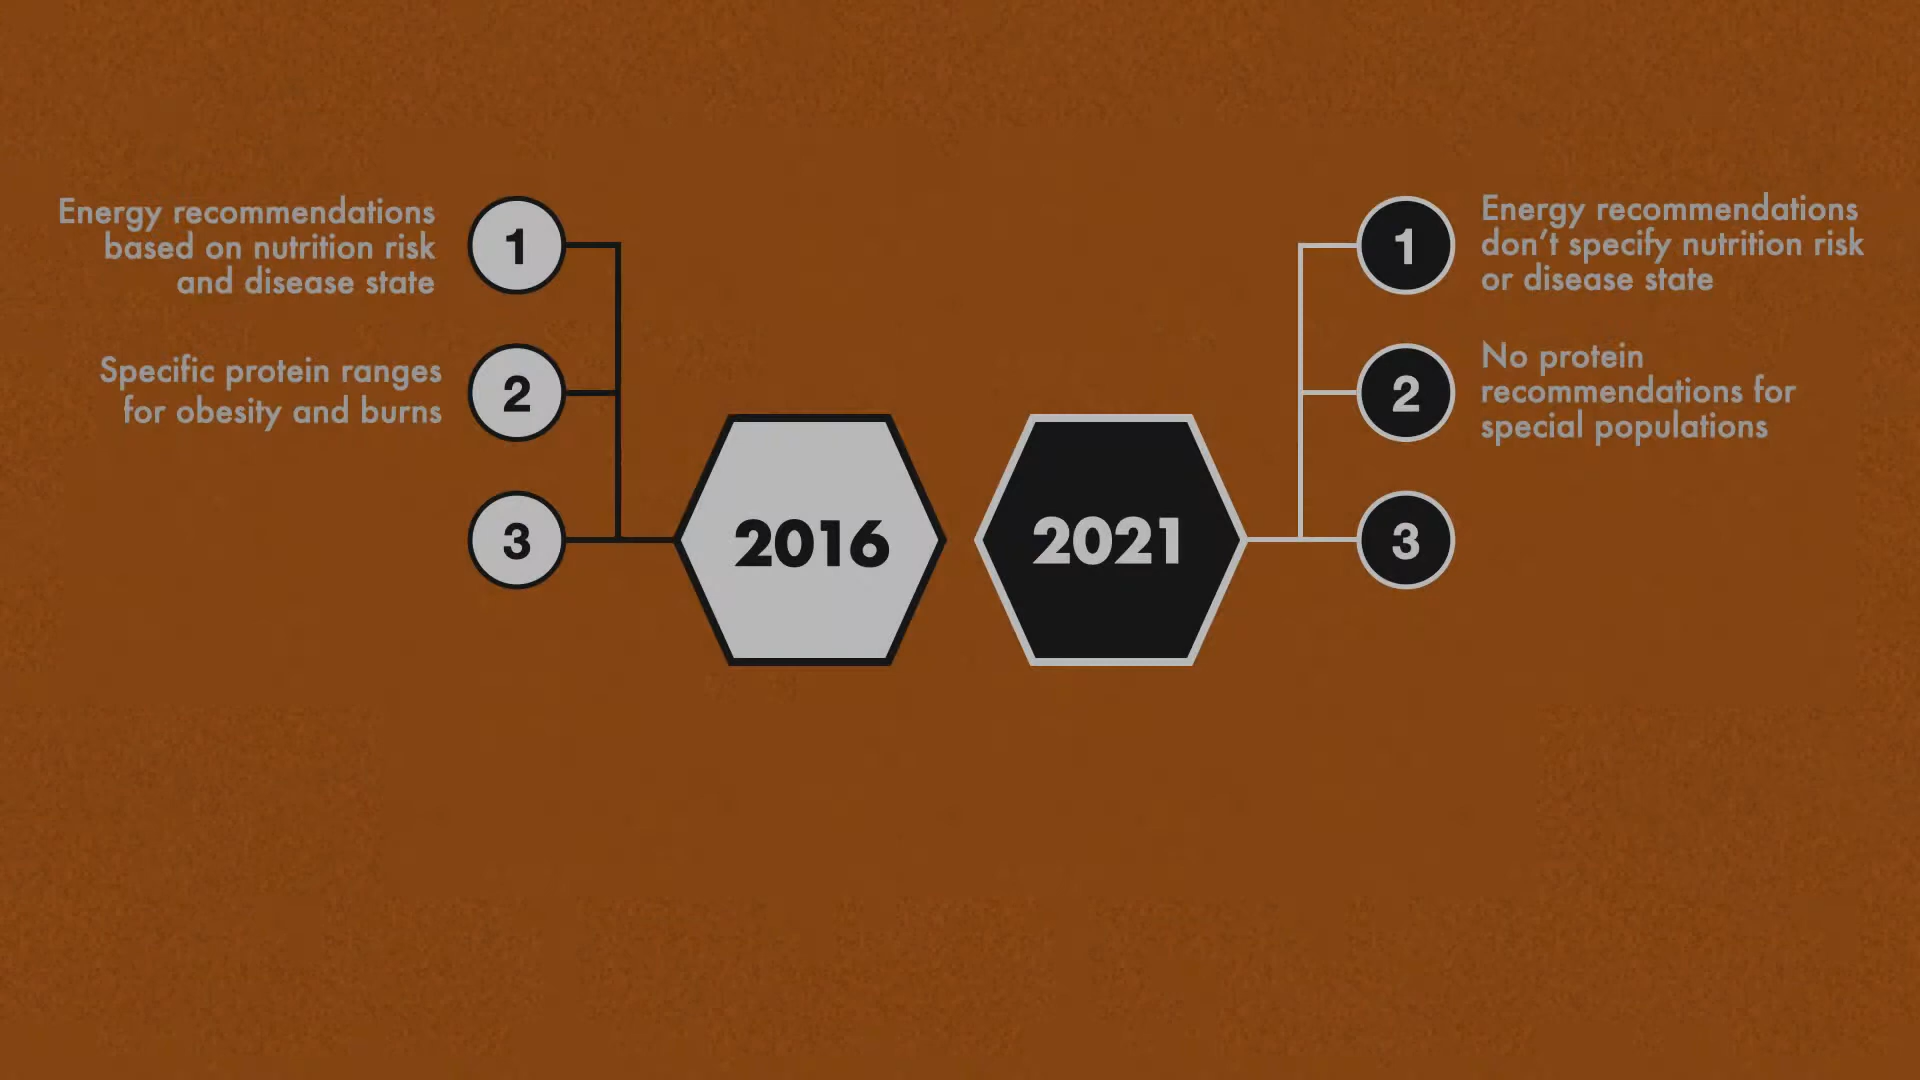 Energy recommendations
based on nutrition risk
and disease state
1
Specific protein ranges
for obesity and burns
2
3
2016
2021
1
Energy recommendations
don’t specify nutrition risk
or disease state
2
No protein
recommendations for
special populations
3